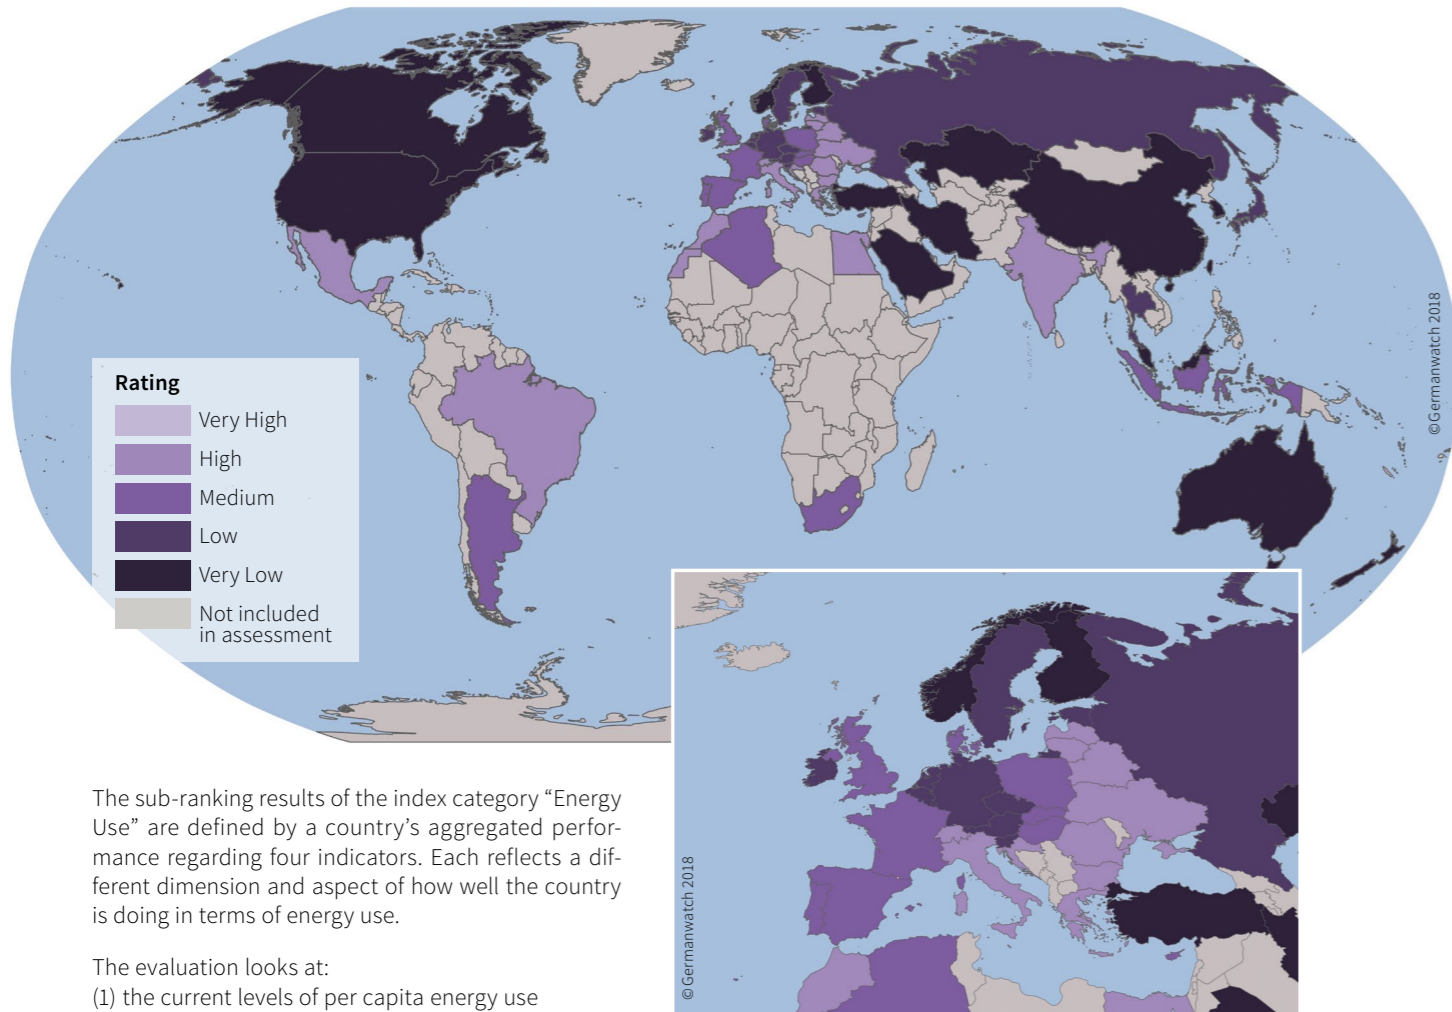 Rating
Very High
High
Medium
Low
Very Low
Not included
in assessment
©Germanwatch 2018
The sub-ranking results of the index category “Energy
Use” are defined by a country’s aggregated perfor-
mance regarding four indicators. Each reflects a dif-
ferent dimension and aspect of how well the country
is doing in terms of energy use.
The evaluation looks at:
(1) the current levels of per capita energy use
©Germanwatch 2018